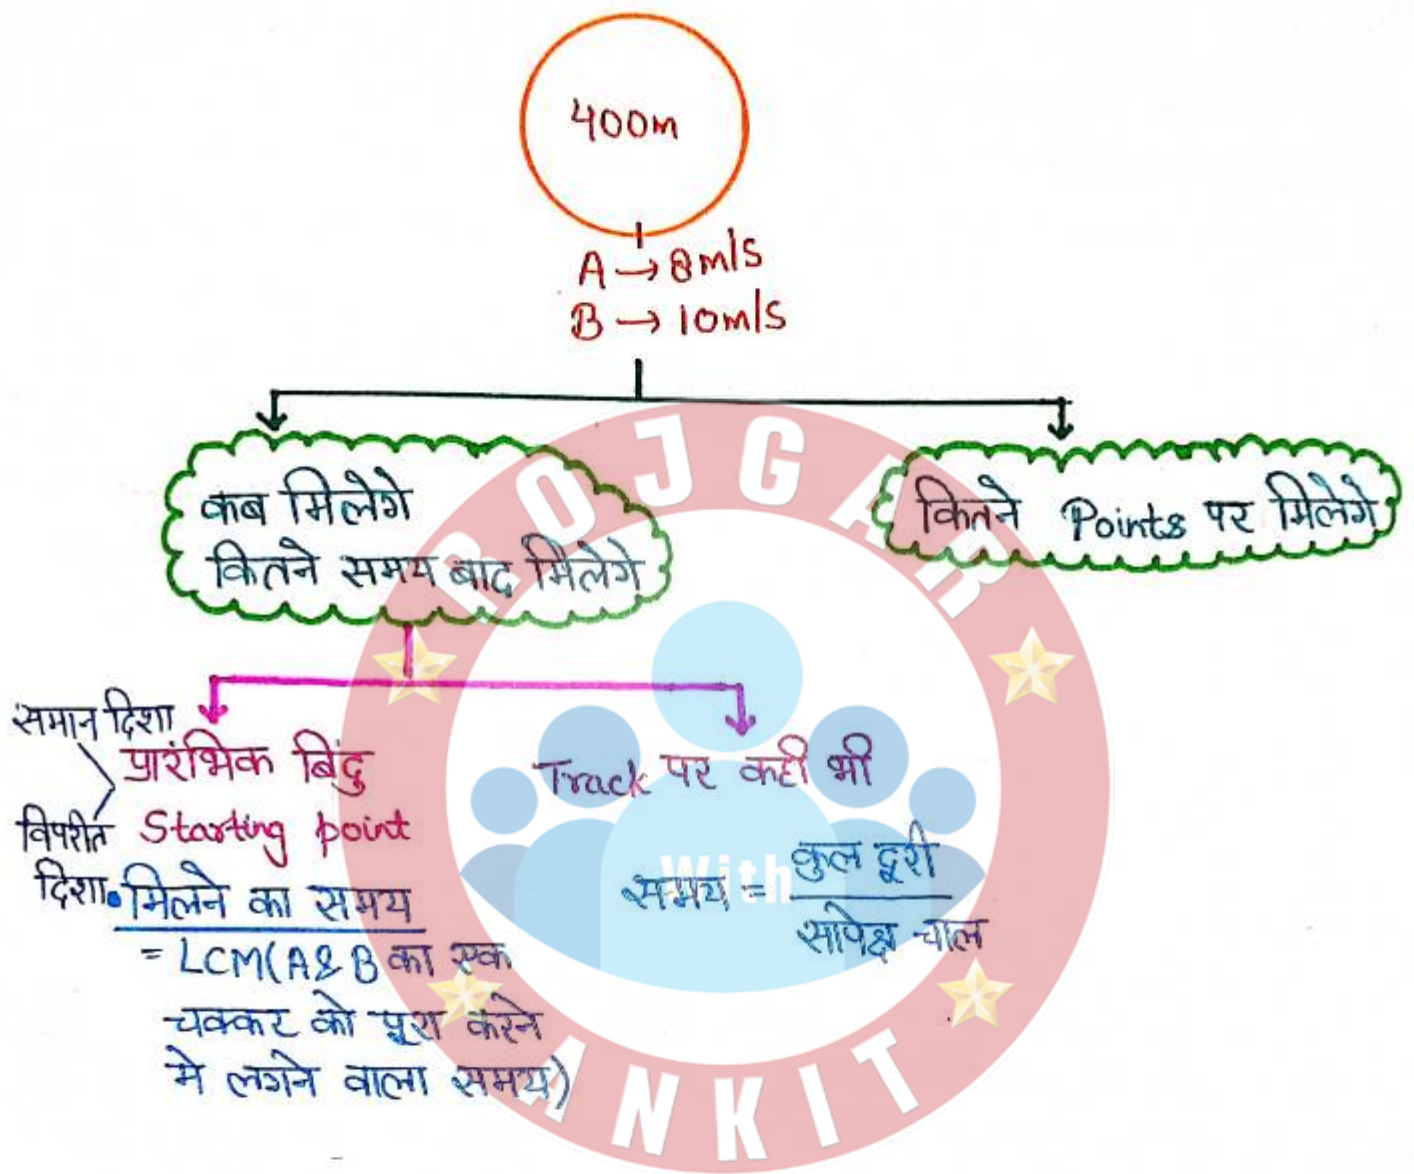 400m
A → 8m/s
B → 10m/s
कब मिलेगे
कितने समय बाद मिलेगे
कितने Points पर मिलेगे
समान दिशा
विपरीत दिशा
प्रारंभिक बिंदु
Starting point
मिलने का समय
= LCM(A & B का एक
चक्कर को पूरा करने
मे लगने वाला समय)
Track पर कही भी
समय = कुल दूरी
सापेक्ष चाल
ROJGAR
With
ANKIT